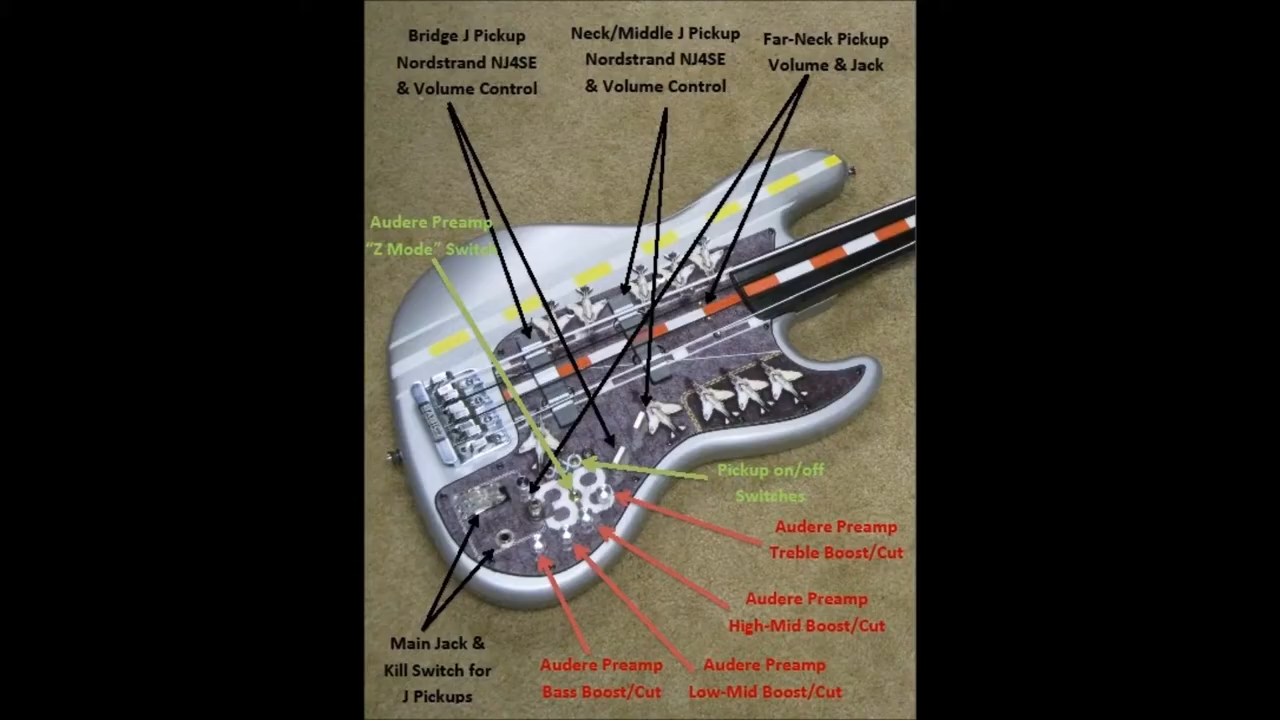 Bridge J Pickup
Nordstrand NJ4SE
& Volume Control
Neck/Middle J Pickup
Nordstrand NJ4SE
& Volume Control
Far-Neck Pickup
Volume & Jack
Audere Preamp
“Z Mode” Switch
38
Pickup on/off
Switches
Audere Preamp
Treble Boost/Cut
Audere Preamp
High-Mid Boost/Cut
Audere Preamp
Low-Mid Boost/Cut
Audere Preamp
Bass Boost/Cut
Main Jack &
Kill Switch for
J Pickups